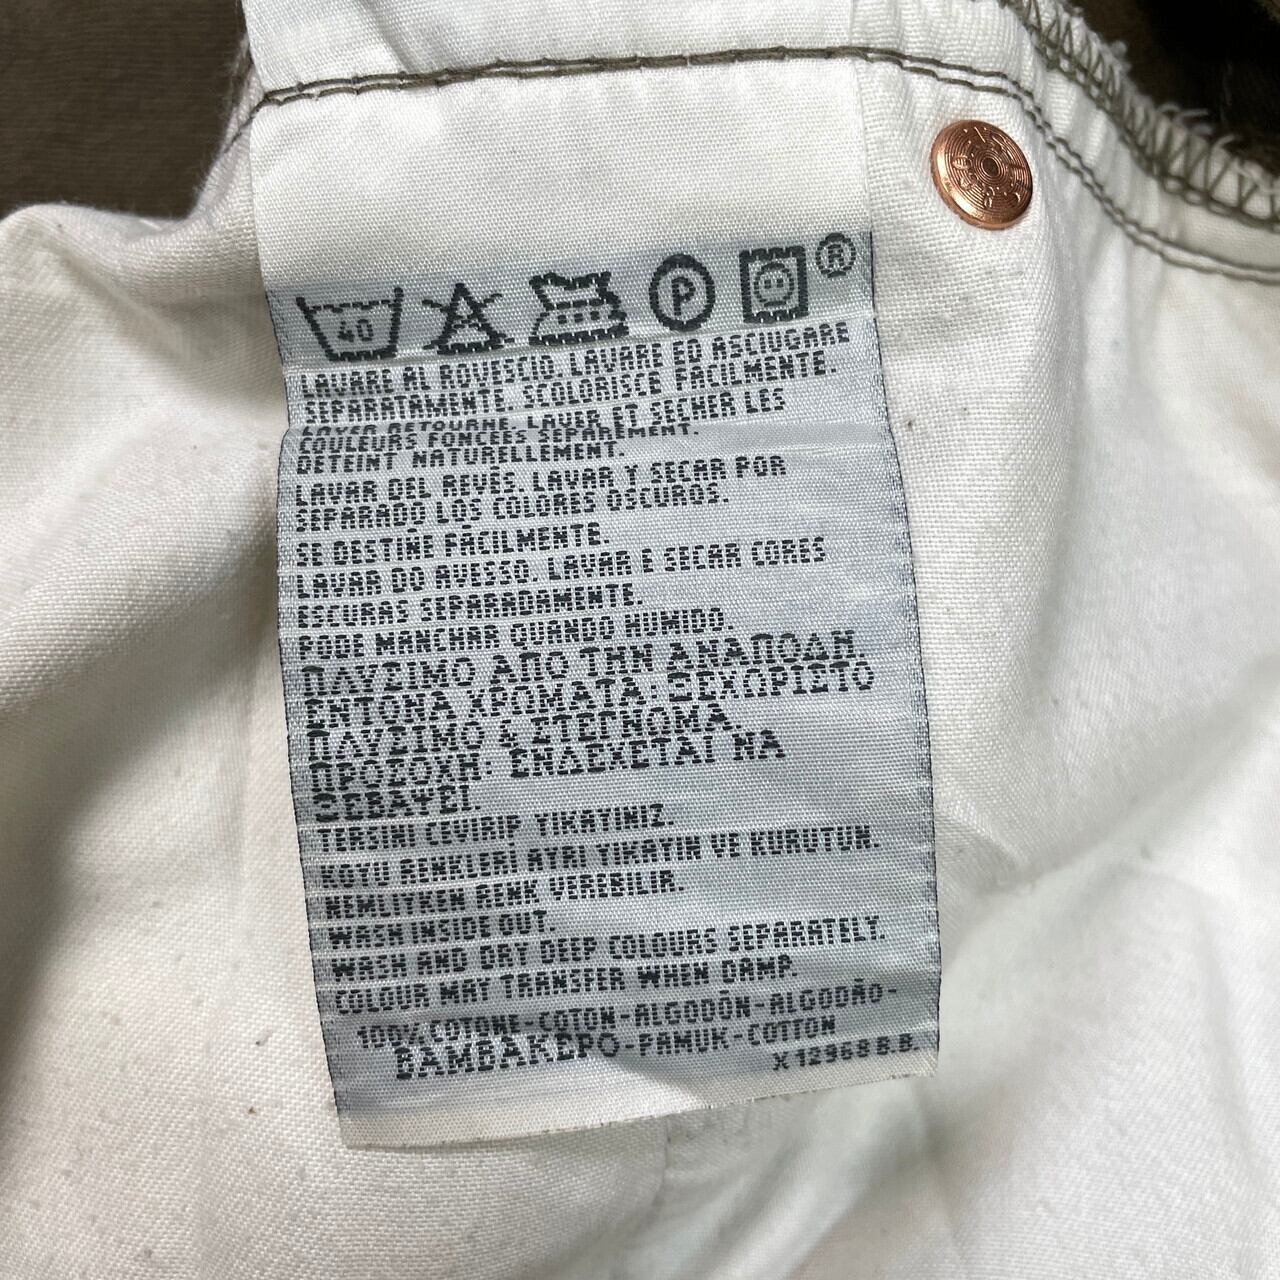 40 P ®
LAVARE AL ROVESCIO. LAVARE ED ASCIUGARE
SEPARATAMENTE. SCOLORISCE FACILMENTE.
LAVER RETOURNE. LAVER ET SECHER LES
COULEURS FONCÉES SEPARÉMENT.
DETEINT NATURELLEMENT.
LAVAR DEL REVÉS. LAVAR Y SECAR POR
SEPARADO LOS COLORES OSCUROS.
SE DESTIÑE FÁCILMENTE.
LAVAR DO AVESSO. LAVAR E SECAR CORES
ESCURAS SEPARADAMENTE.
PODE MANCHAR QUANDO HUMIDO.
ΠΛΥΣΙΜΟ ΑΠΟ ΤΗΝ ΑΝΑΠΟΔΗ.
ΕΝΤΟΝΑ ΧΡΩΜΑΤΑ: ΞΕΧΩΡΙΣΤΟ
ΠΛΥΣΙΜΟ & ΣΤΕΓΝΟΜΑ.
ΠΡΟΣΟΧΗ: ΕΝΔΕΧΕΤΑΙ ΝΑ
ΞΕΒΑΨΕΙ.
TERSINI CEVIRIP YIKAYINIZ.
KOYU RENKLERİ AYRI YIKAYIN VE KURUTUN.
NEMLIYKEN RENK VEREBILIR.
WASH INSIDE OUT.
WASH AND DRY DEEP COLOURS SEPARATELY.
COLOUR MAY TRANSFER WHEN DAMP.
100% COTONE-COTON-ALGODÓN-ALGODÃO-
BAMBAKEPO-PAMUK-COTTON
X 12968 B.B.